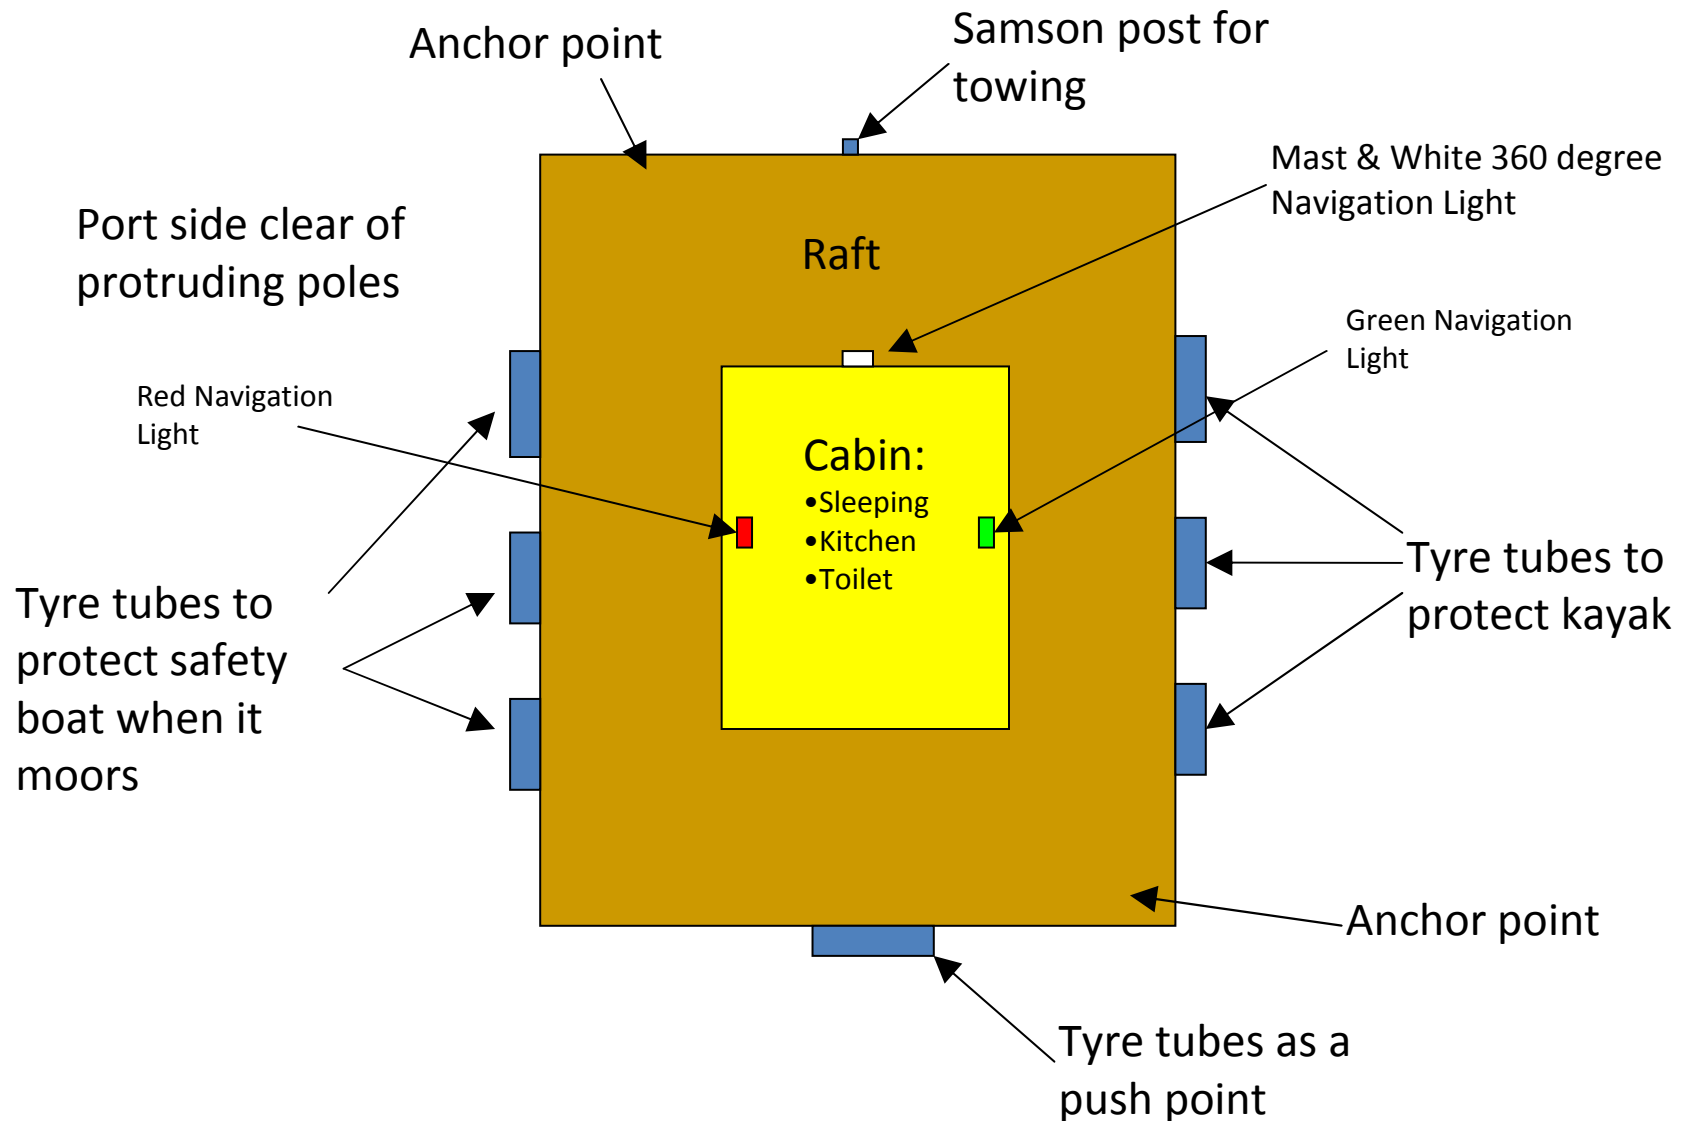 Anchor point
Samson post for
towing
Mast & White 360 degree
Navigation Light
Port side clear of
protruding poles
Raft
Green Navigation
Light
Red Navigation
Light
Cabin:
•Sleeping
•Kitchen
•Toilet
Tyre tubes to
protect kayak
Tyre tubes to
protect safety
boat when it
moors
Anchor point
Tyre tubes as a
push point